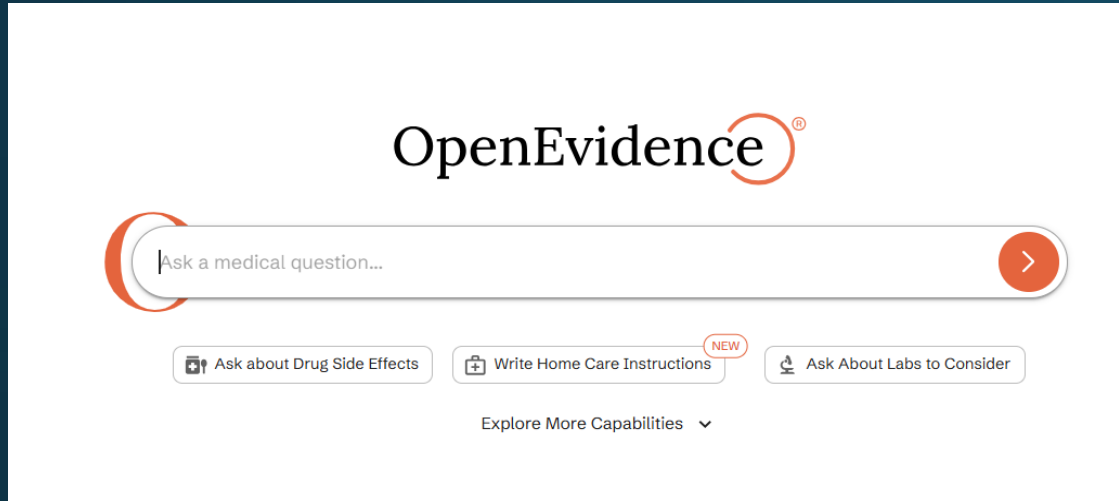 OpenEvidence®
Ask a medical question...
Ask about Drug Side Effects
Write Home Care Instructions NEW
Ask About Labs to Consider
Explore More Capabilities